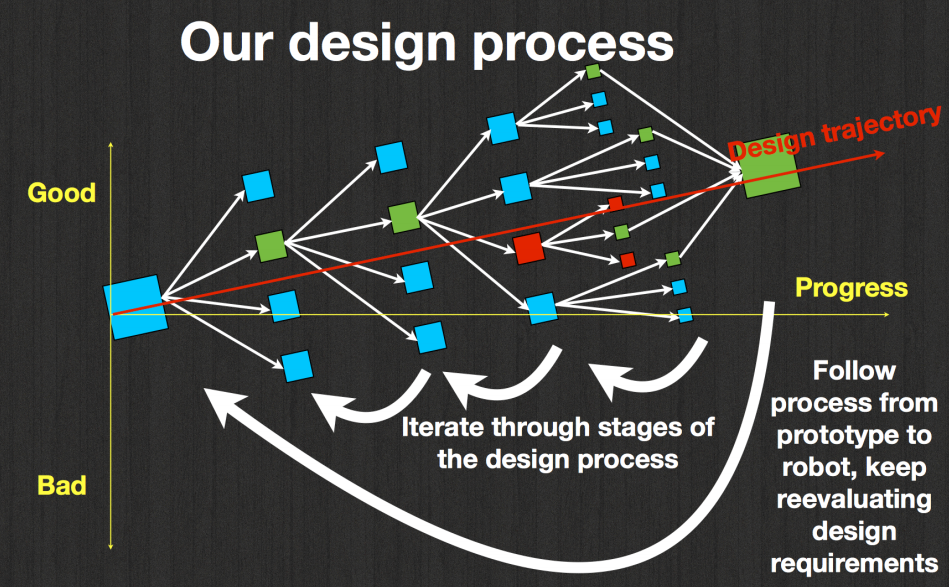 Our design process
Design trajectory
Good
Progress
Follow
process from
prototype to
robot, keep
reevaluating
design
requirements
Iterate through stages of
the design process
Bad